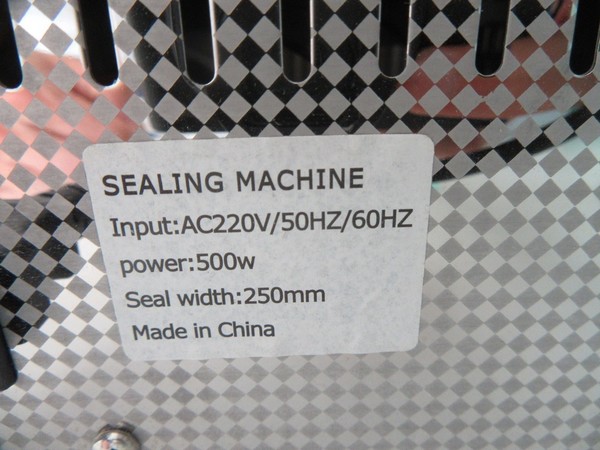 SEALING MACHINE
Input:AC220V/50HZ/60HZ
power:500w
Seal width:250mm
Made in China